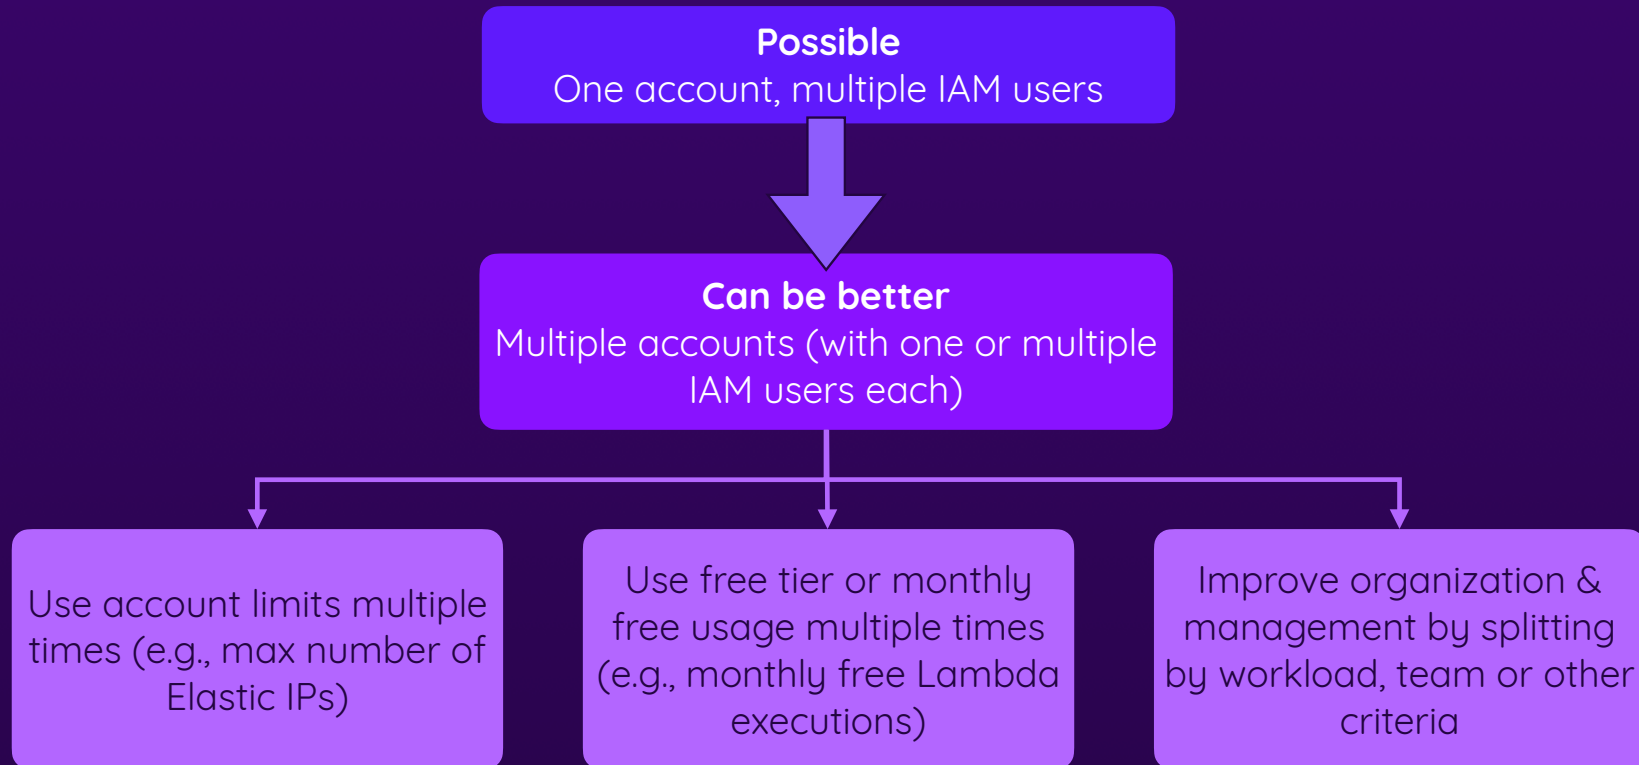 Possible
One account, multiple IAM users
Can be better
Multiple accounts (with one or multiple
IAM users each)
Use account limits multiple
times (e.g., max number of
Elastic IPs)
Use free tier or monthly
free usage multiple times
(e.g., monthly free Lambda
executions)
Improve organization &
management by splitting
by workload, team or other
criteria